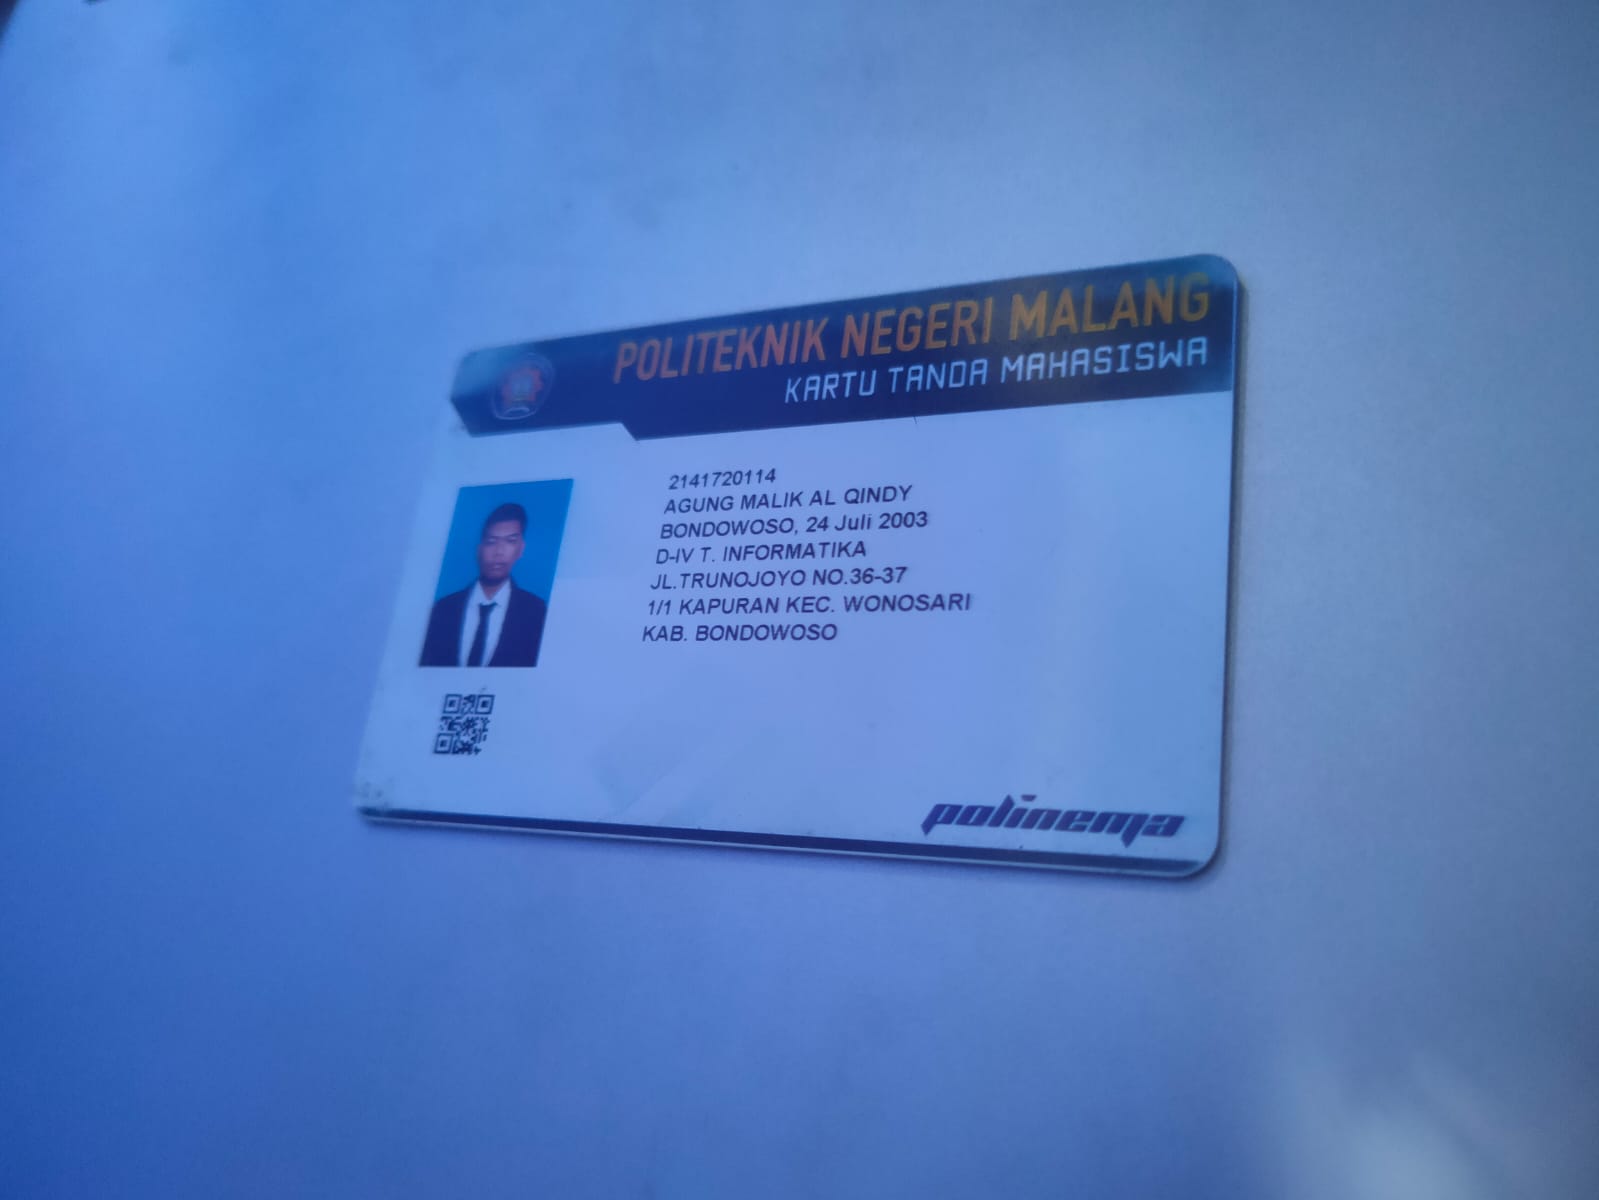 POLITEKNIK NEGERI MALANG
KARTU TANDA MAHASISWA
2141720114
AGUNG MALIK AL QINDY
BONDOWOSO, 24 Juli 2003
D-IV T. INFORMATIKA
JL.TRUNOJOYO NO.36-37
1/1 KAPURAN KEC. WONOSARI
KAB. BONDOWOSO
polinema